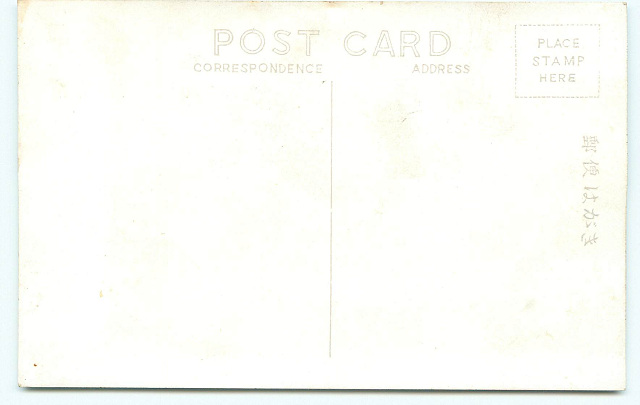 POST CARD
CORRESPONDENCE
ADDRESS
PLACE
STAMP
HERE
郵便はがき